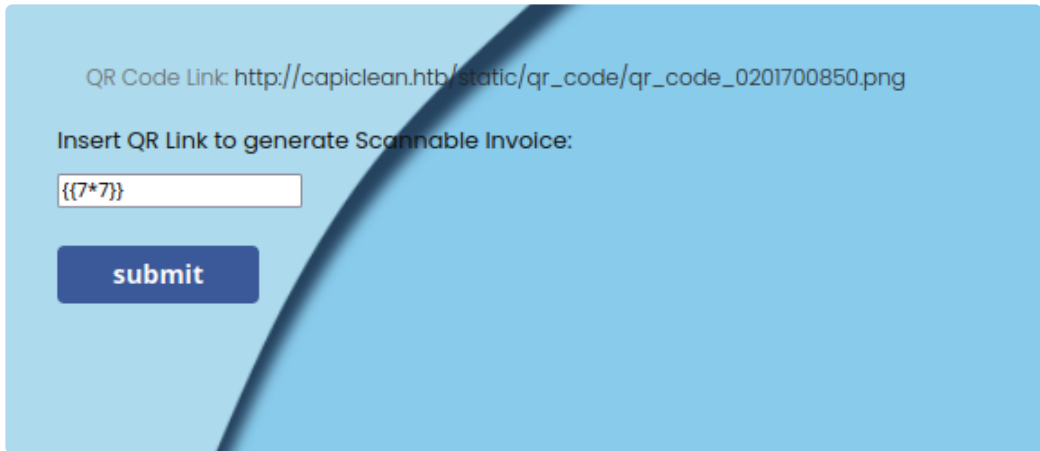 QR Code Link: http://capiclean.htb/static/qr_code/qr_code_0201700850.png
Insert QR Link to generate Scannable Invoice:
{{7*7}}
submit